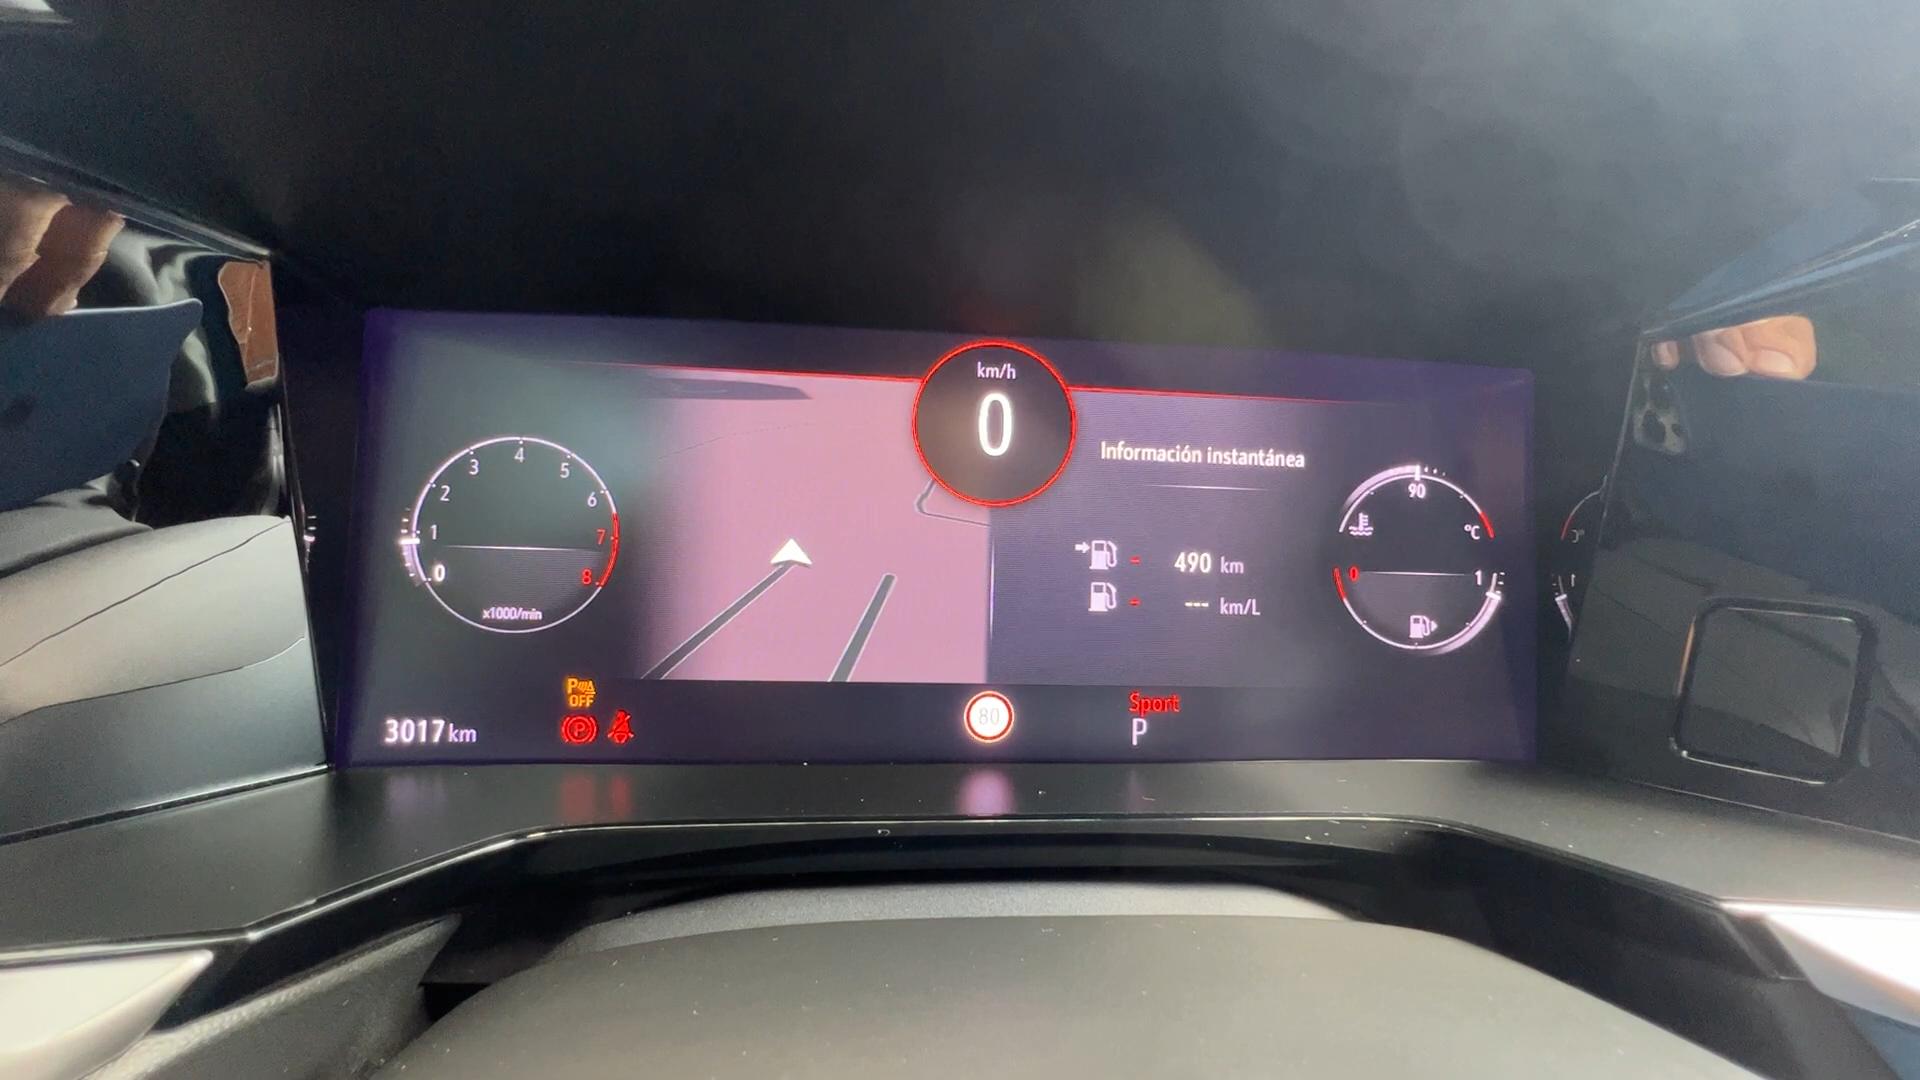 km/h
0
Información instantánea
490 km
--- km/L
0
1
2
3
4
5
6
7
8
x1000/min
90
°C
0
1
P
OFF
P
3017 km
80
Sport
P